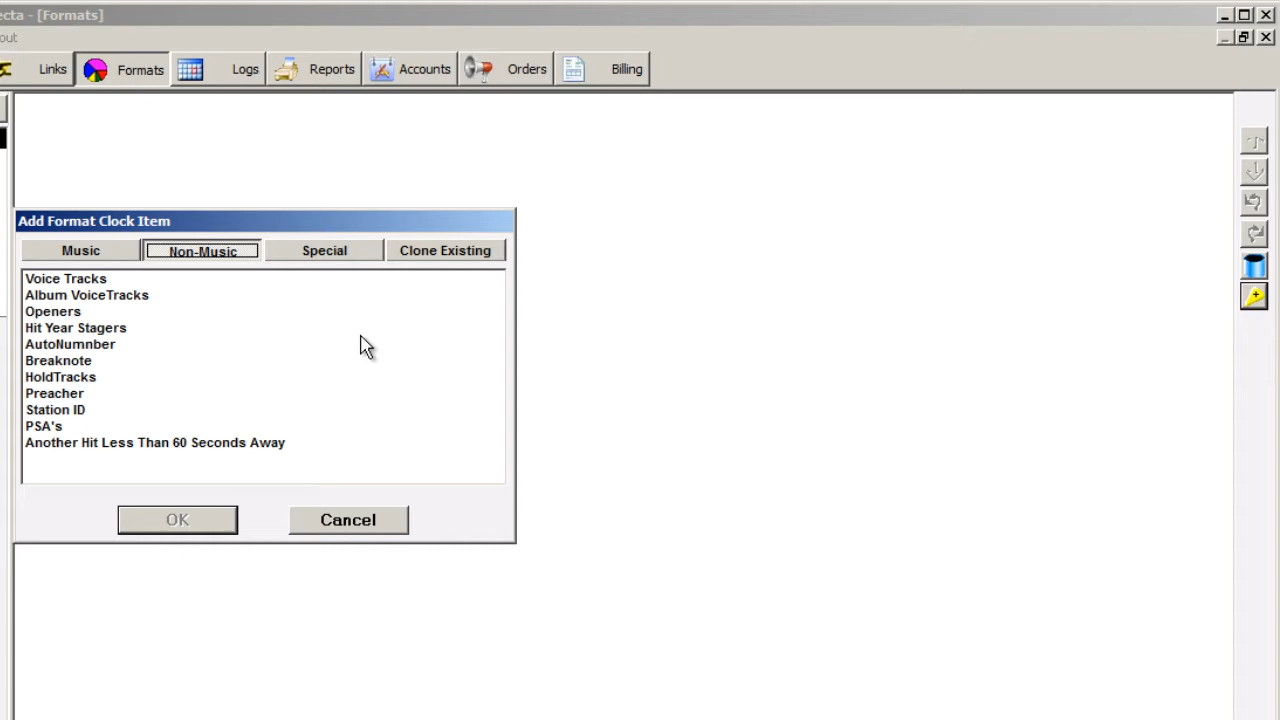 ecta - [Formats]
out
Links
Formats
Logs
Reports
Accounts
Orders
Billing
Add Format Clock Item
Music
Non-Music
Special
Clone Existing
Voice Tracks
Album VoiceTracks
Openers
Hit Year Stagers
AutoNumnber
Breaknote
HoldTracks
Preacher
Station ID
PSA's
Another Hit Less Than 60 Seconds Away
OK
Cancel